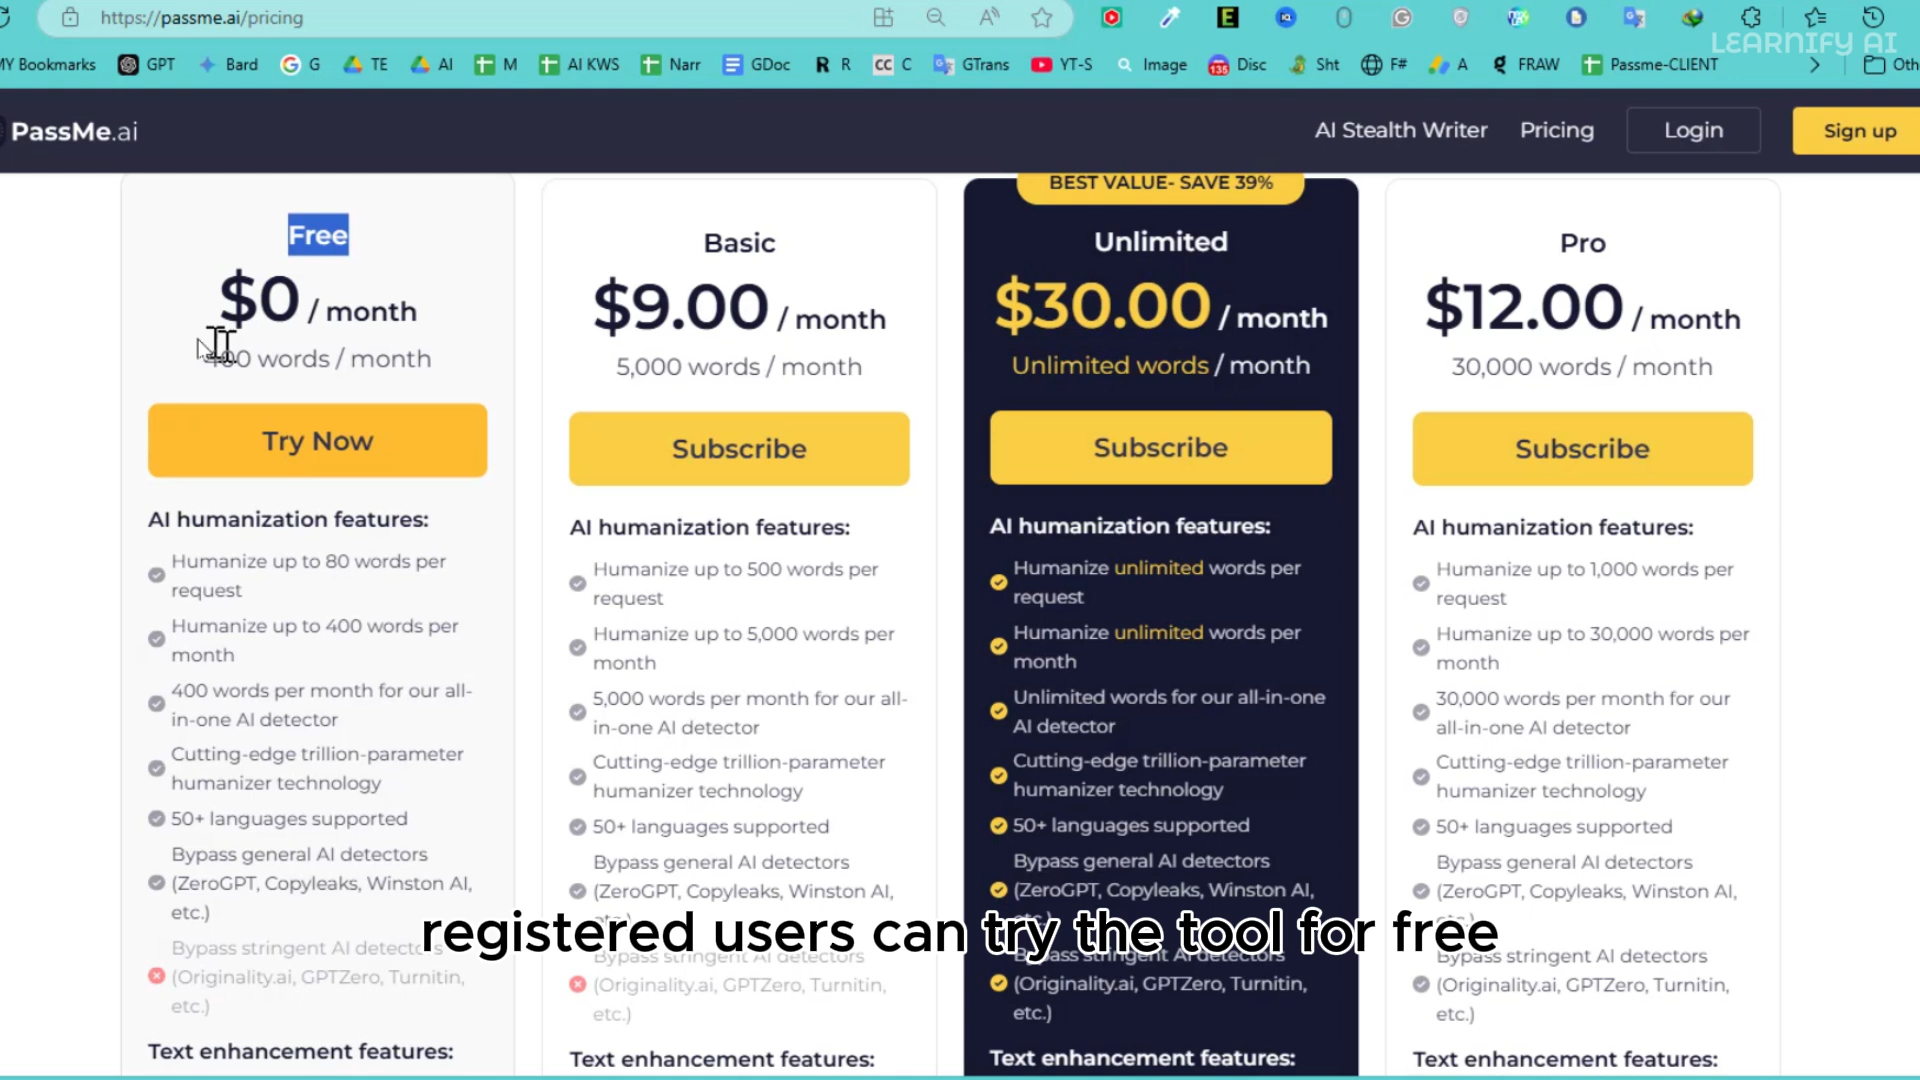 https://passme.ai/pricing
LEARNIFY AI
MY Bookmarks GPT Bard G TE AI M AI KWS Narr GDoc R C GTrans YT-S Image Disc Sht F# A FRAW Passme-CLIENT Oth
PassMe.ai AI Stealth Writer Pricing Login Sign up
Free
$0 / month
400 words / month
Try Now
AI humanization features:
Humanize up to 80 words per
request
Humanize up to 400 words per
month
400 words per month for our all-
in-one AI detector
Cutting-edge trillion-parameter
humanizer technology
50+ languages supported
Bypass general AI detectors
(ZeroGPT, Copyleaks, Winston AI,
etc.)
Bypass stringent AI detectors
(Originality.ai, GPTZero, Turnitin,
etc.)
Text enhancement features:
Basic
$9.00 / month
5,000 words / month
Subscribe
AI humanization features:
Humanize up to 500 words per
request
Humanize up to 5,000 words per
month
5,000 words per month for our all-
in-one AI detector
Cutting-edge trillion-parameter
humanizer technology
50+ languages supported
Bypass general AI detectors
(ZeroGPT, Copyleaks, Winston AI,
etc.)
Bypass stringent AI detectors
(Originality.ai, GPTZero, Turnitin,
etc.)
Text enhancement features:
BEST VALUE- SAVE 39%
Unlimited
$30.00 / month
Unlimited words / month
Subscribe
AI humanization features:
Humanize unlimited words per
request
Humanize unlimited words per
month
Unlimited words for our all-in-one
AI detector
Cutting-edge trillion-parameter
humanizer technology
50+ languages supported
Bypass general AI detectors
(ZeroGPT, Copyleaks, Winston AI,
etc.)
Bypass stringent AI detectors
(Originality.ai, GPTZero, Turnitin,
etc.)
Text enhancement features:
Pro
$12.00 / month
30,000 words / month
Subscribe
AI humanization features:
Humanize up to 1,000 words per
request
Humanize up to 30,000 words per
month
30,000 words per month for our
all-in-one AI detector
Cutting-edge trillion-parameter
humanizer technology
50+ languages supported
Bypass general AI detectors
(ZeroGPT, Copyleaks, Winston AI,
Bypass stringent AI detectors
(Originality.ai, GPTZero, Turnitin,
etc.)
Text enhancement features:
registered users can try the tool for free